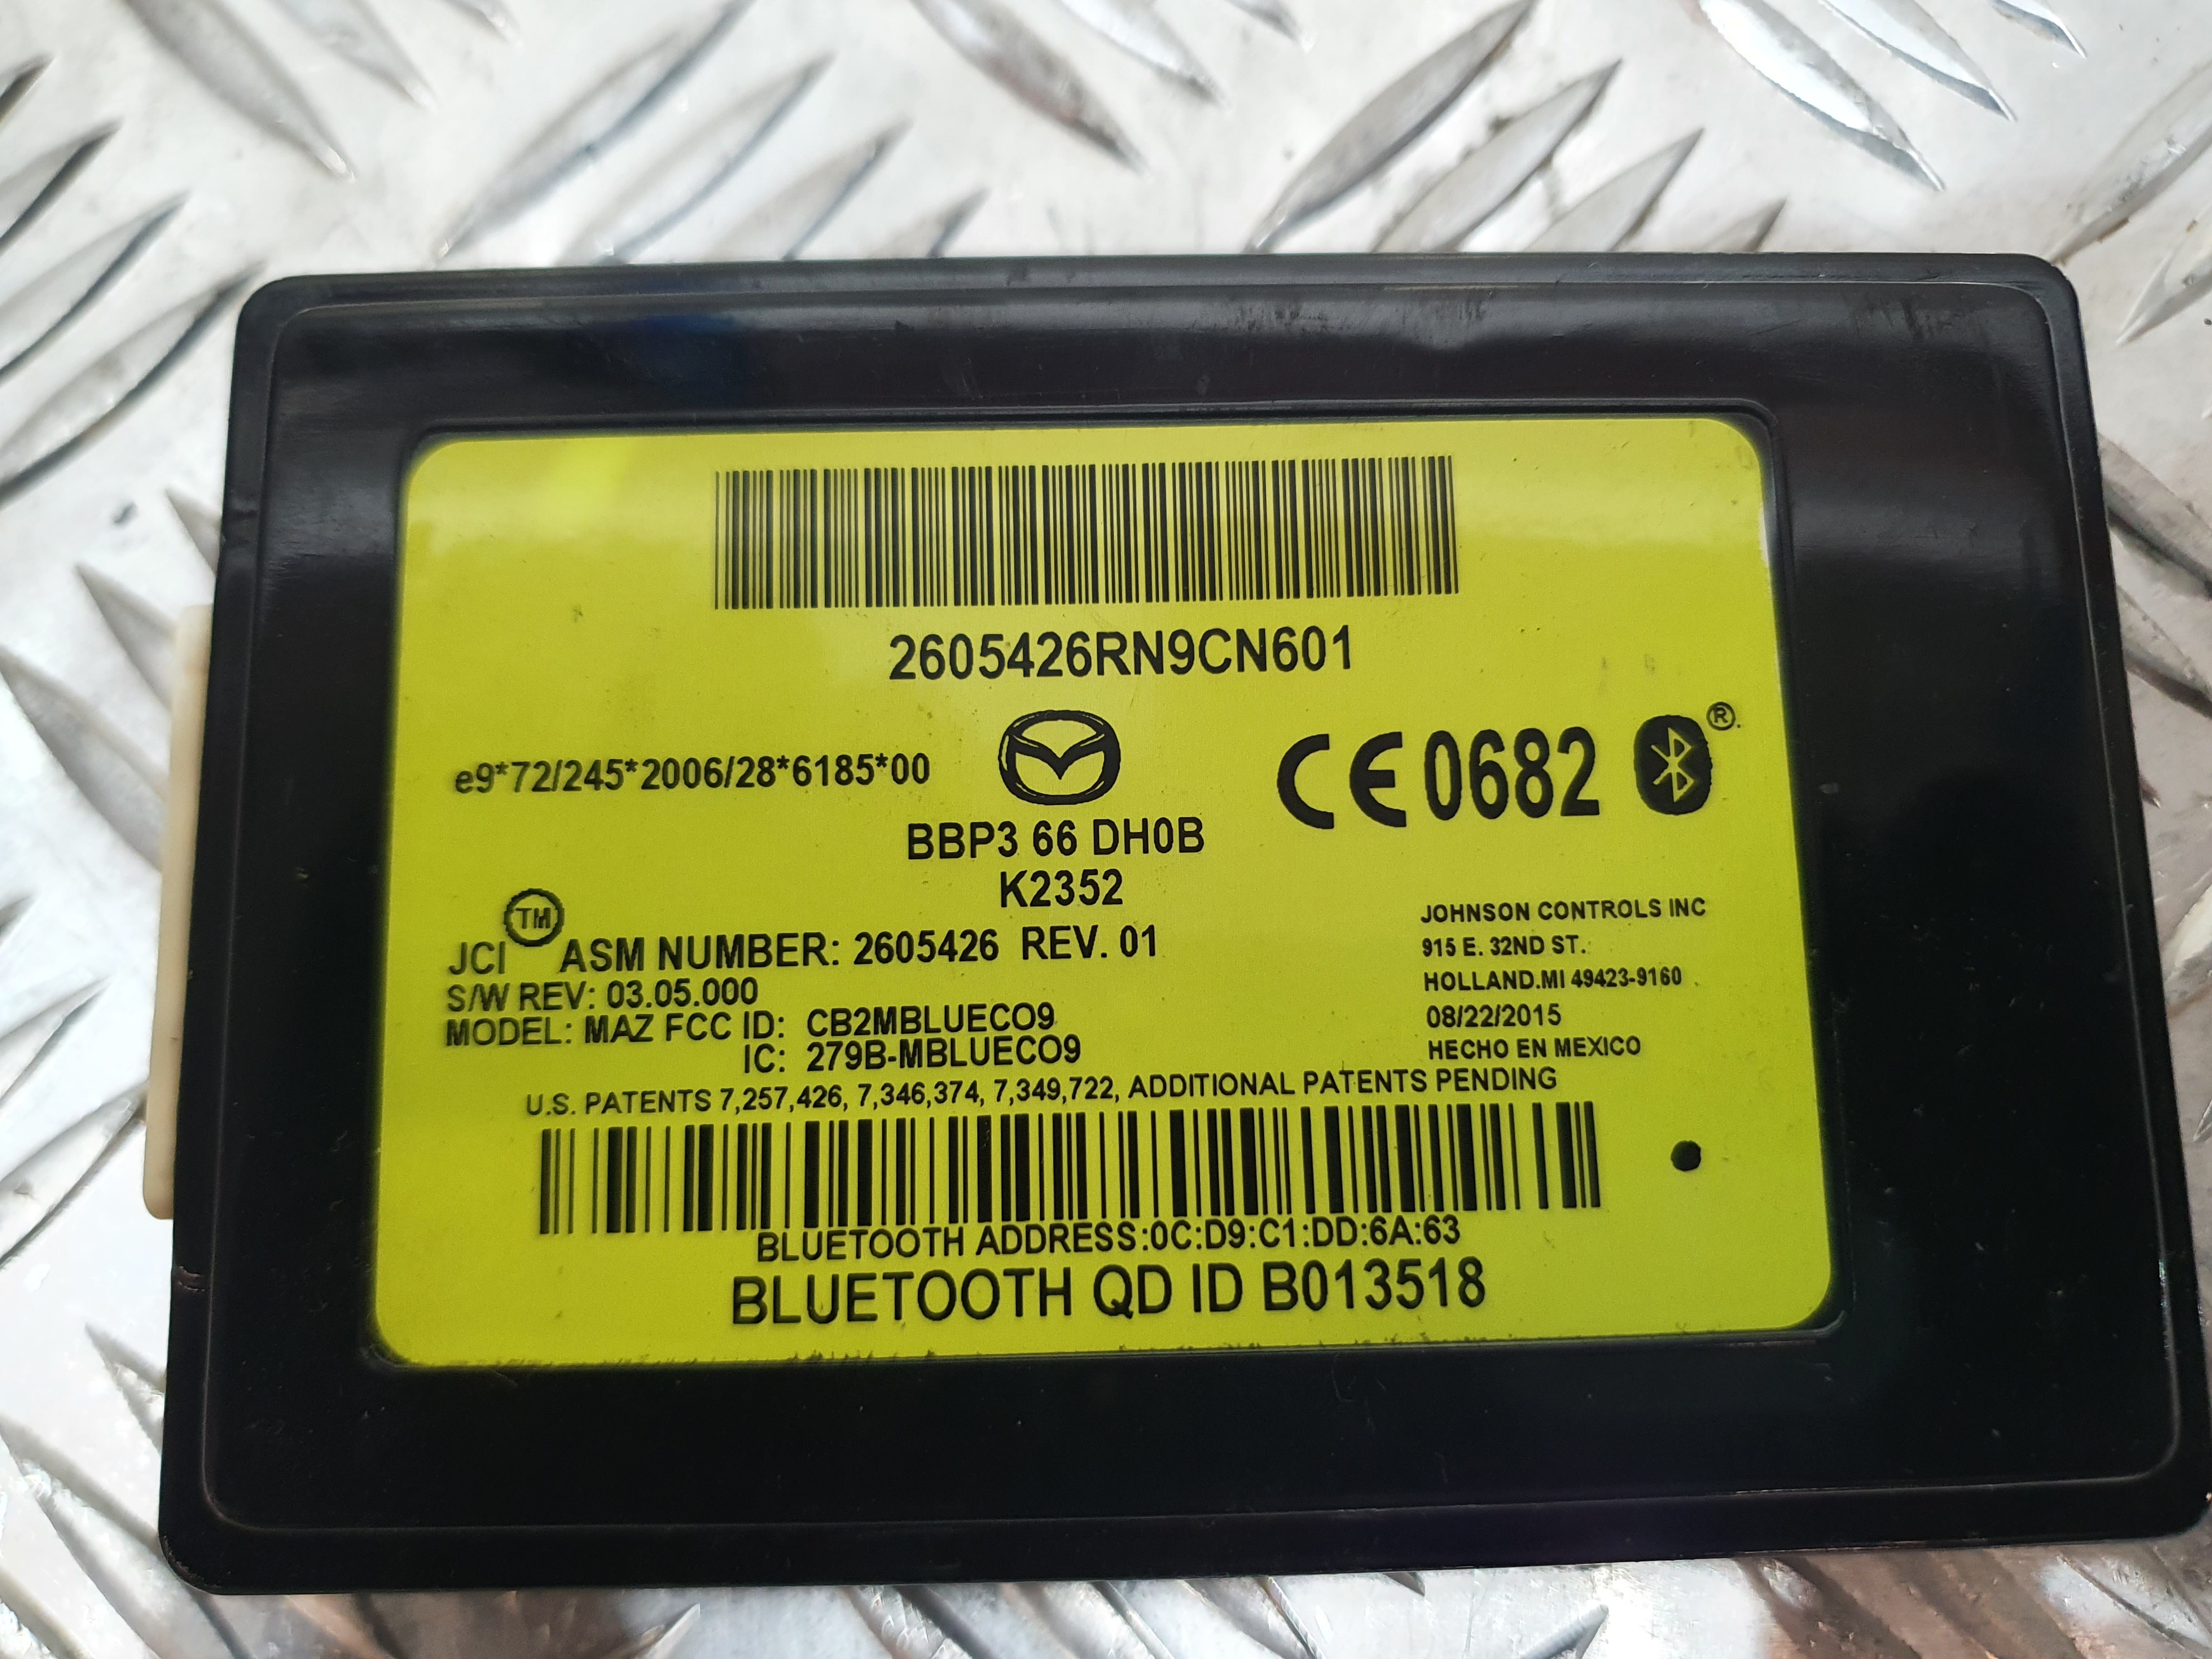 2605426RN9CN601
e9*72/245*2006/28*6185*00
CE 0682 ®.
BBP3 66 DH0B
K2352
JCI TM ASM NUMBER: 2605426 REV. 01
S/W REV: 03.05.000
MODEL: MAZ FCC ID: CB2MBLUECO9
IC: 279B-MBLUECO9
JOHNSON CONTROLS INC
915 E. 32ND ST.
HOLLAND.MI 49423-9160
08/22/2015
HECHO EN MEXICO
U.S. PATENTS 7,257,426, 7,346,374, 7,349,722, ADDITIONAL PATENTS PENDING
BLUETOOTH ADDRESS:0C:D9:C1:DD:6A:63
BLUETOOTH QD ID B013518